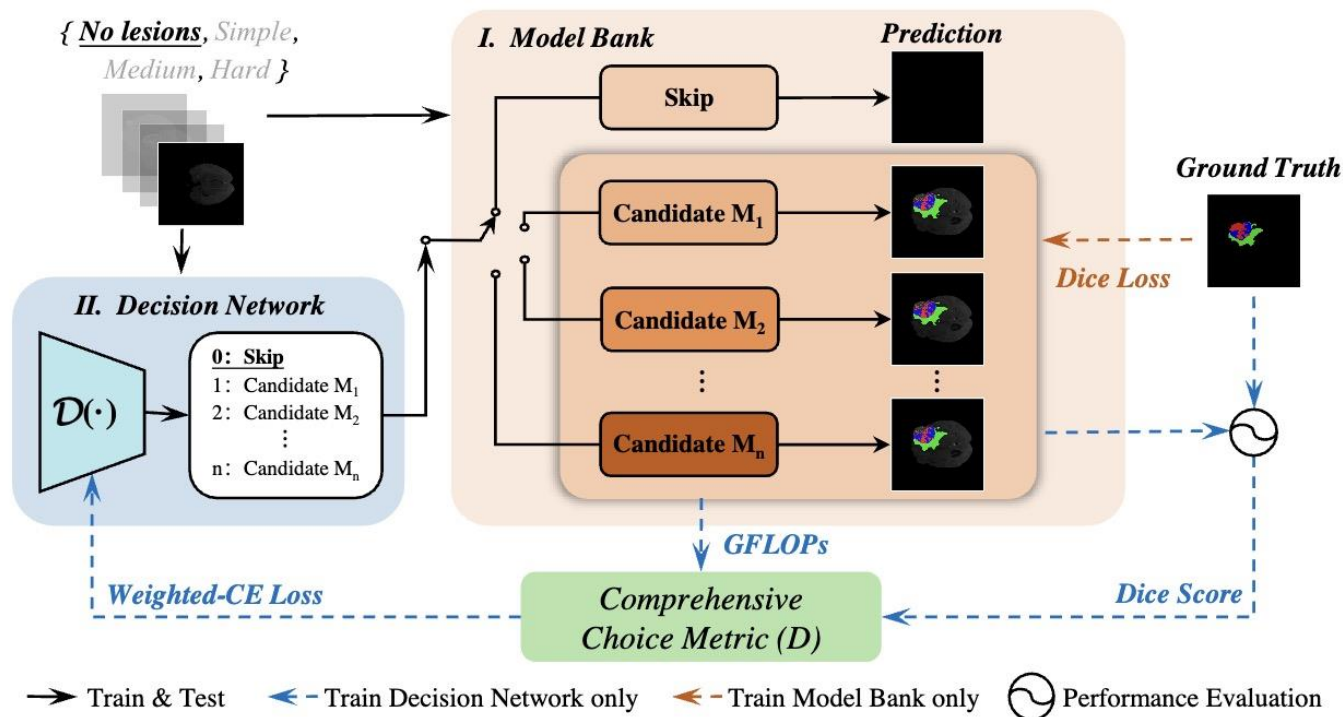 { No lesions, Simple,
Medium, Hard }
I. Model Bank
Prediction
Skip
Ground Truth
Candidate M1
Dice Loss
II. Decision Network
Candidate M2
⋮
⋮
D(·)
0: Skip
1: Candidate M1
2: Candidate M2
⋮
n: Candidate Mn
Candidate Mn
GFLOPs
Weighted-CE Loss
Comprehensive
Choice Metric (D)
Dice Score
Train & Test
Train Decision Network only
Train Model Bank only
Performance Evaluation